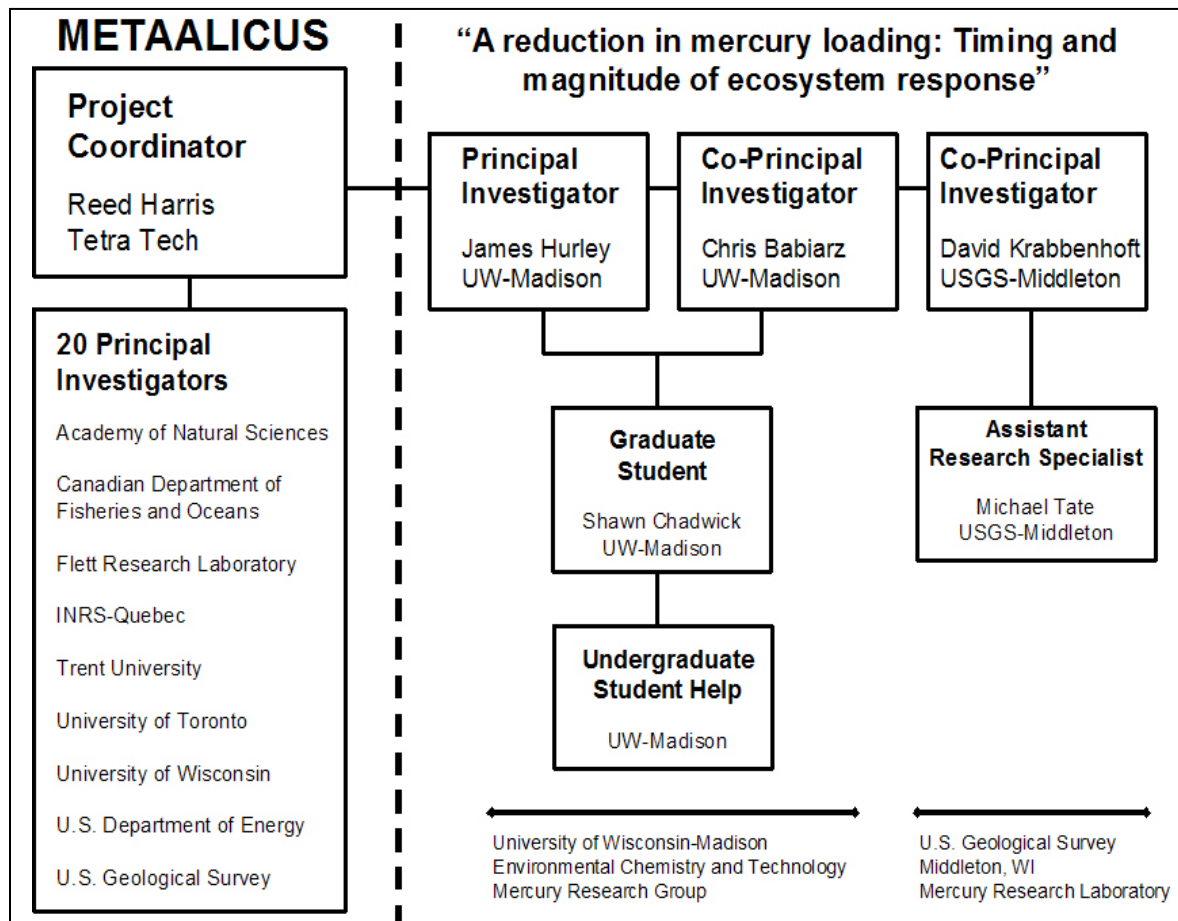 METAALICUS
Project
Coordinator
Reed Harris
Tetra Tech
20 Principal
Investigators
Academy of Natural Sciences
Canadian Department of
Fisheries and Oceans
Flett Research Laboratory
INRS-Quebec
Trent University
University of Toronto
University of Wisconsin
U.S. Department of Energy
U.S. Geological Survey
“A reduction in mercury loading: Timing and
magnitude of ecosystem response”
Principal
Investigator
James Hurley
UW-Madison
Co-Principal
Investigator
Chris Babiarz
UW-Madison
Co-Principal
Investigator
David Krabbenhoft
USGS-Middleton
Graduate
Student
Shawn Chadwick
UW-Madison
Assistant
Research Specialist
Michael Tate
USGS-Middleton
Undergraduate
Student Help
UW-Madison
University of Wisconsin-Madison
Environmental Chemistry and Technology
Mercury Research Group
U.S. Geological Survey
Middleton, WI
Mercury Research Laboratory